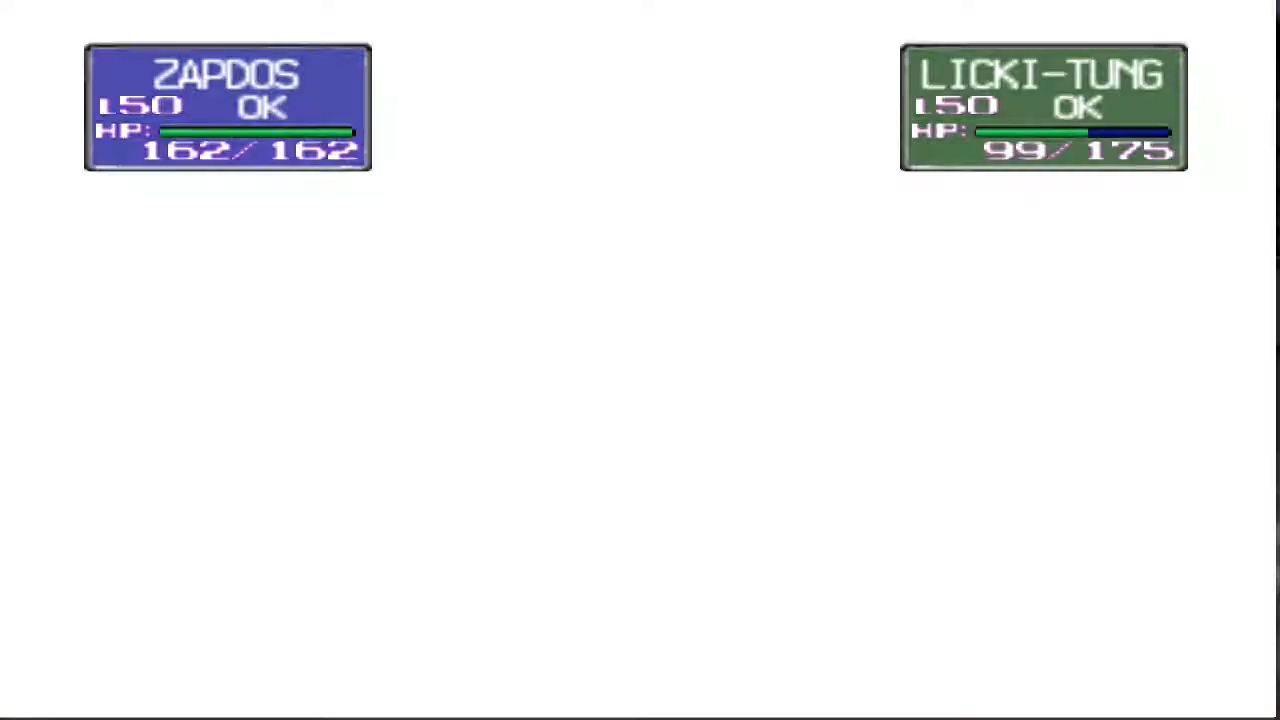 ZAPDOS
L50 OK
HP:
162/162
LICKI-TUNG
L50 OK
HP:
99/175